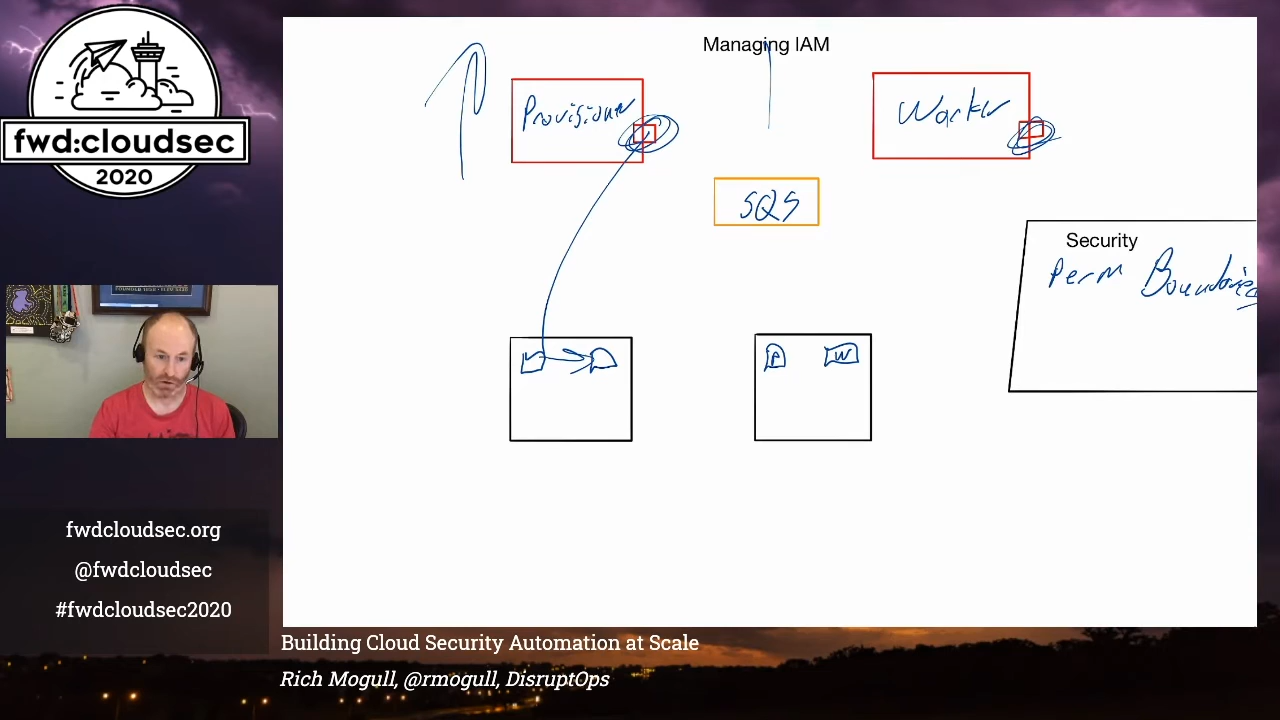 fwd:cloudsec
2020
Managing IAM
Provisioner
Worker
SQS
Security
Perm Boundaries
P
W
fwdcloudsec.org
@fwdcloudsec
#fwdcloudsec2020
Building Cloud Security Automation at Scale
Rich Mogull, @rmogull, DisruptOps